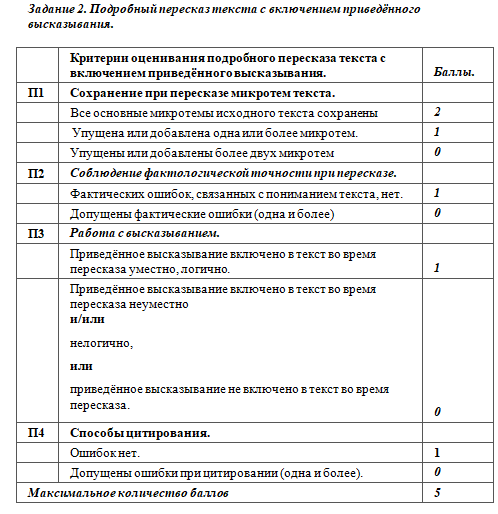 Задание 2. Подробный пересказ текста с включением приведённого
высказывания.
Критерии оценивания подробного пересказа текста с
включением приведённого высказывания.
Баллы.
П1 Сохранение при пересказе микротем текста.
Все основные микротемы исходного текста сохранены 2
Упущена или добавлена одна или более микротем. 1
Упущены или добавлены более двух микротем 0
П2 Соблюдение фактологической точности при пересказе.
Фактических ошибок, связанных с пониманием текста, нет. 1
Допущены фактические ошибки (одна и более) 0
П3 Работа с высказыванием.
Приведённое высказывание включено в текст во время
пересказа уместно, логично. 1
Приведённое высказывание включено в текст во время
пересказа неуместно
и/или
нелогично,
или
приведённое высказывание не включено в текст во время
пересказа.
0
П4 Способы цитирования.
Ошибок нет. 1
Допущены ошибки при цитировании (одна и более). 0
Максимальное количество баллов 5